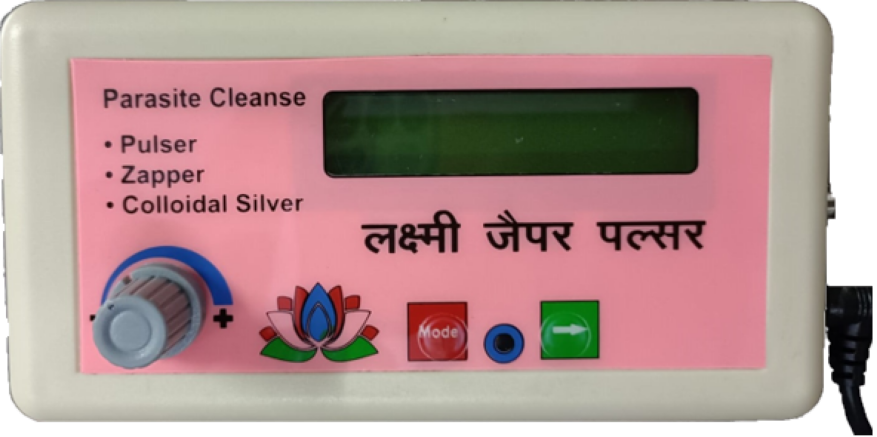 Parasite Cleanse
• Pulser
• Zapper
• Colloidal Silver
लक्ष्मी जैपर पल्सर
- +
Mode